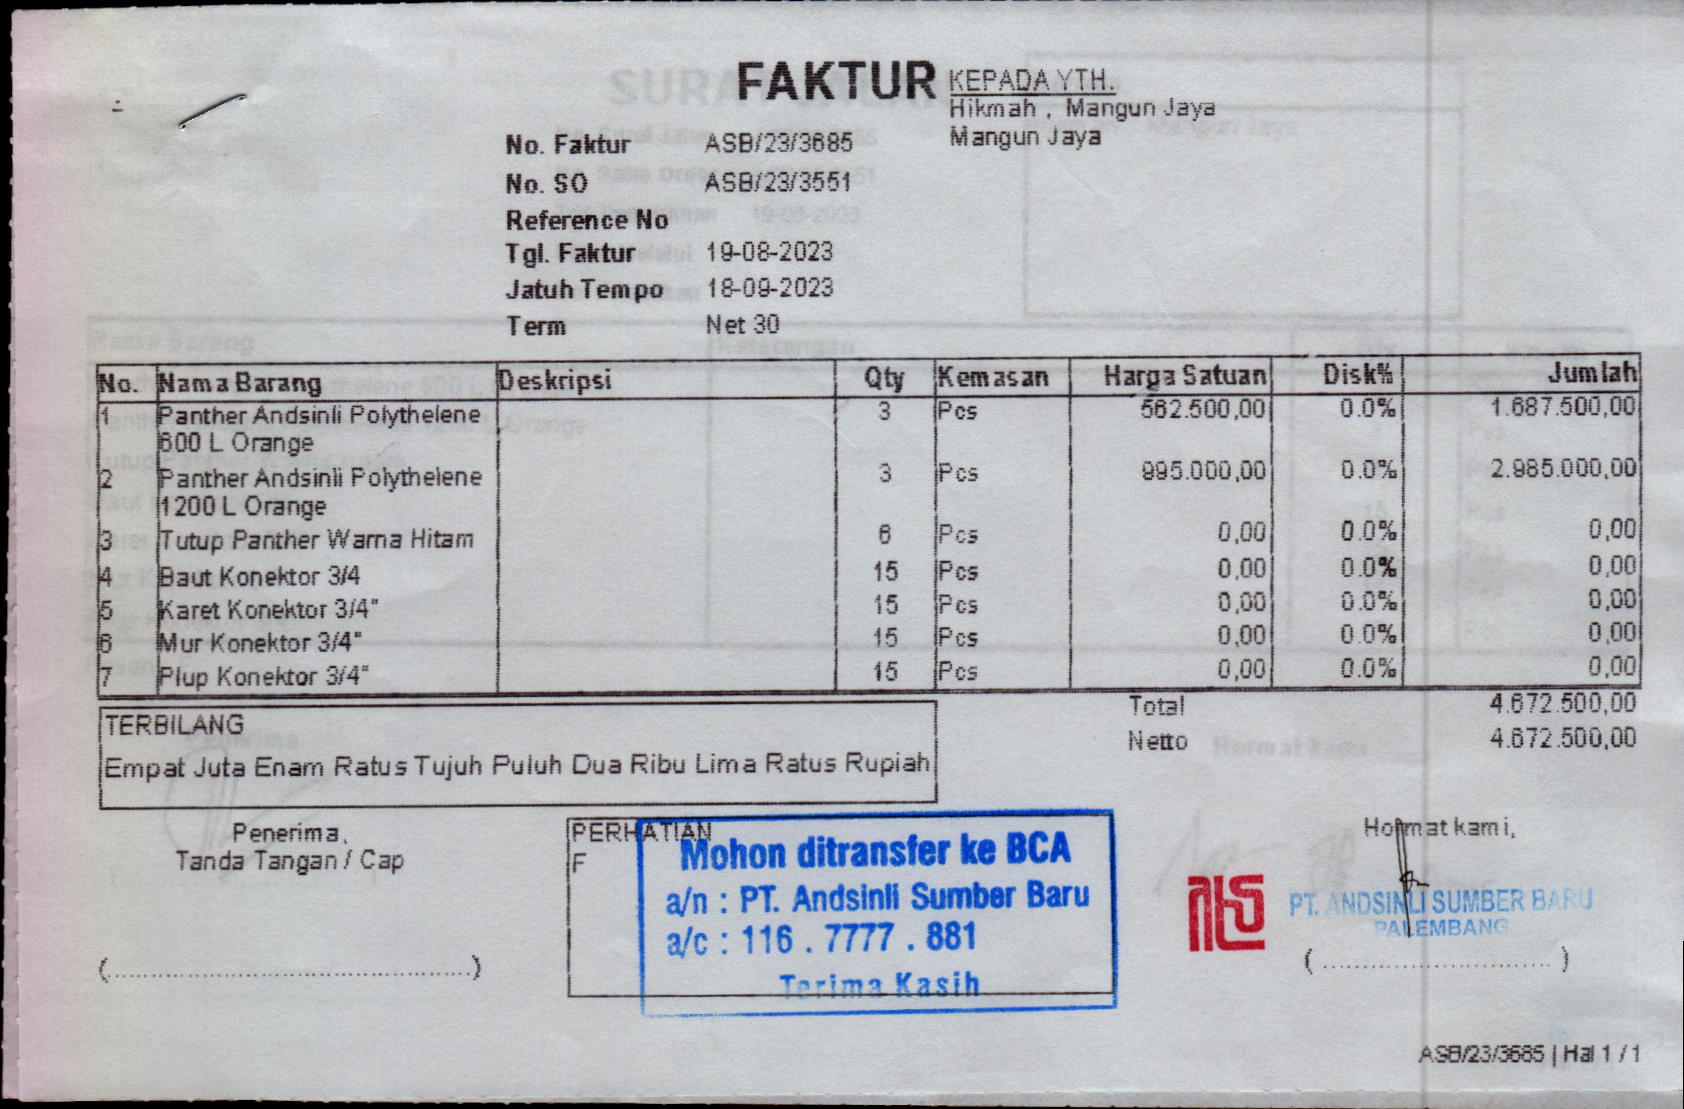 FAKTUR
KEPADA YTH.
Hikmah , Mangun Jaya
Mangun Jaya
No. Faktur ASB/23/3685
No. SO ASB/23/3551
Reference No
Tgl. Faktur 19-08-2023
Jatuh Tempo 18-09-2023
Term Net 30
No. Nama Barang Deskripsi Qty Kemasan Harga Satuan Disk% Jumlah
1 Panther Andsinli Polythelene 3 Pcs 562.500,00 0.0% 1.687.500,00
600 L Orange
2 Panther Andsinli Polythelene 3 Pcs 995.000,00 0.0% 2.985.000,00
1200 L Orange
3 Tutup Panther Warna Hitam 6 Pcs 0,00 0.0% 0,00
4 Baut Konektor 3/4 15 Pcs 0,00 0.0% 0,00
5 Karet Konektor 3/4" 15 Pcs 0,00 0.0% 0,00
6 Mur Konektor 3/4" 15 Pcs 0,00 0.0% 0,00
7 Plup Konektor 3/4" 15 Pcs 0,00 0.0% 0,00
Total 4.672.500,00
Netto 4.672.500,00
TERBILANG
Empat Juta Enam Ratus Tujuh Puluh Dua Ribu Lima Ratus Rupiah
Penerima,
Tanda Tangan / Cap
(................................................)
PERHATIAN
F
Mohon ditransfer ke BCA
a/n : PT. Andsinli Sumber Baru
a/c : 116 . 7777 . 881
Terima Kasih
Hormat kami,
PT. ANDSINLI SUMBER BARU
PALEMBANG
(..............................)
ASB/23/3685 | Hal 1 / 1